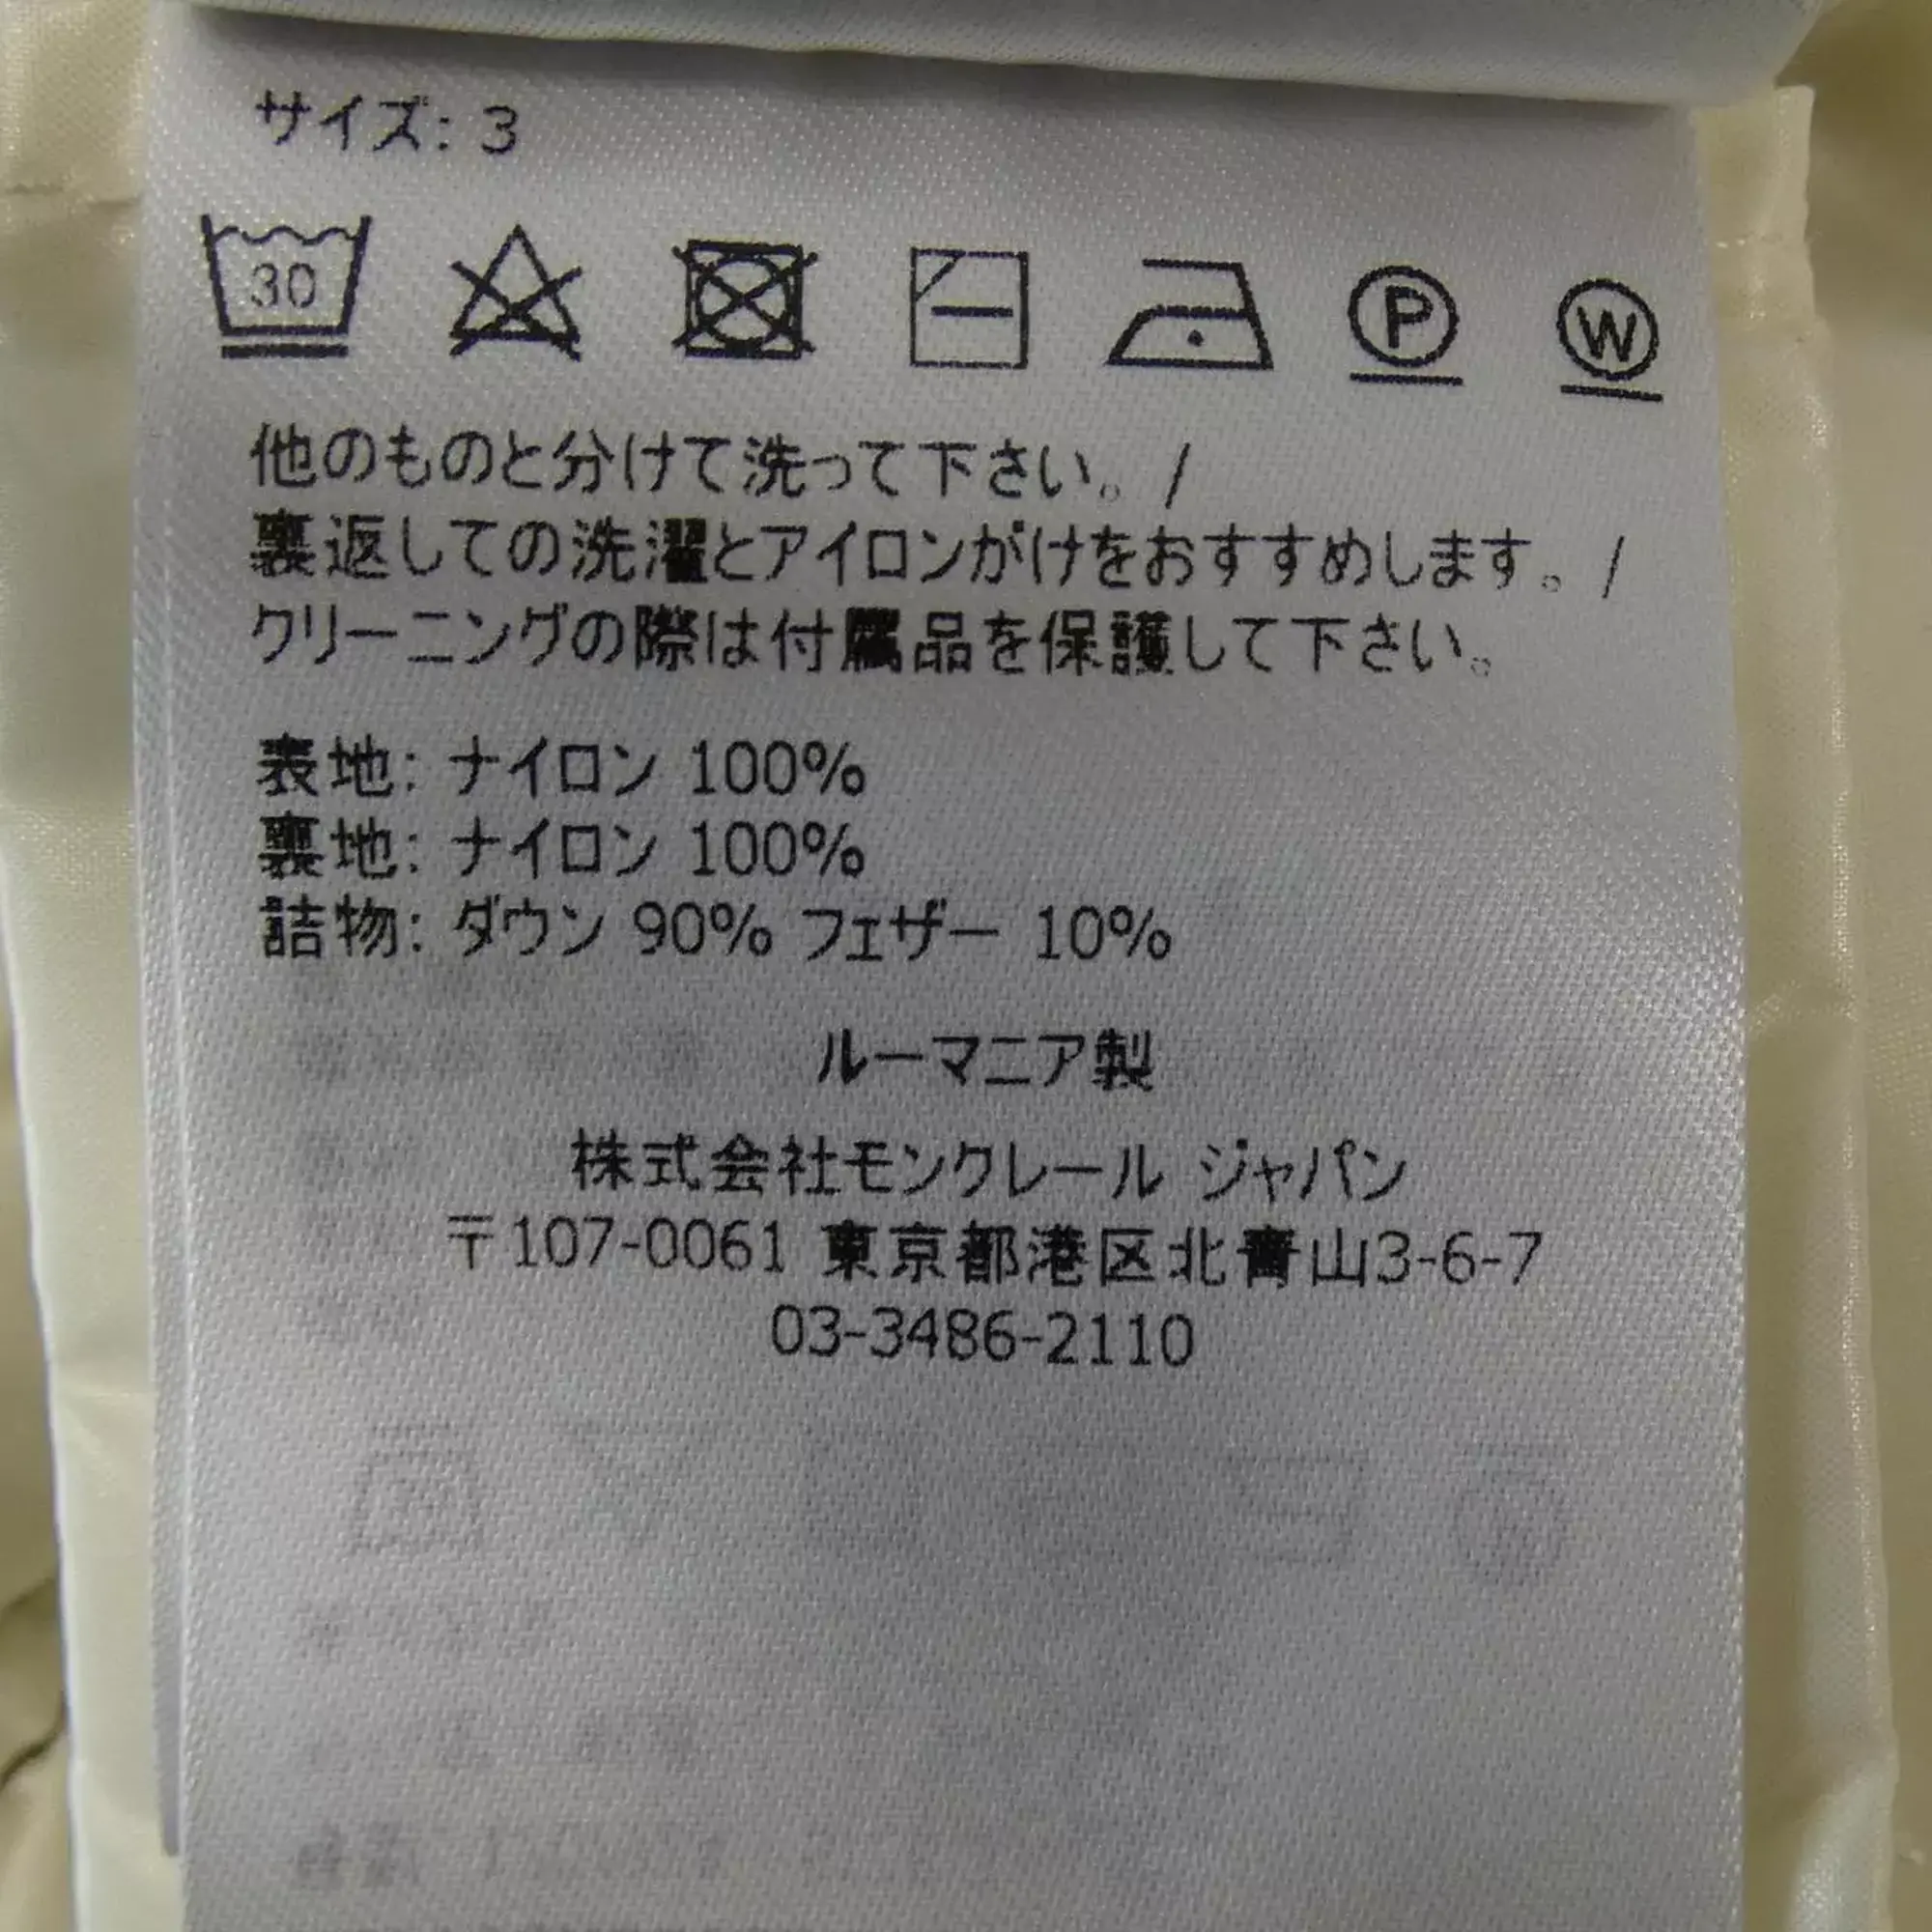 サイズ: 3
30
P
W
他のものと分けて洗って下さい。/
裏返しての洗濯とアイロンがけをおすすめします。/
クリーニングの際は付属品を保護して下さい。
表地: ナイロン 100%
裏地: ナイロン 100%
詰物: ダウン 90% フェザー 10%
ルーマニア製
株式会社モンクレール ジャパン
〒107-0061 東京都港区北青山3-6-7
03-3486-2110